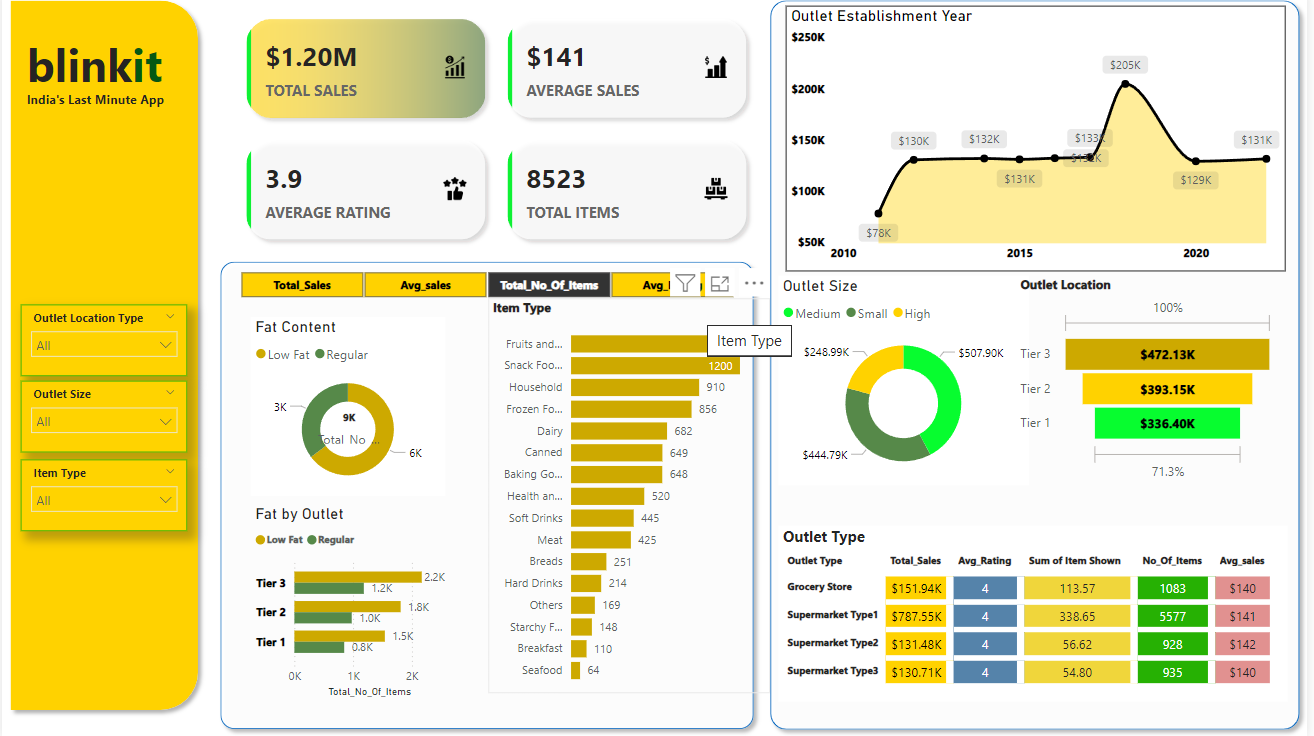 blinkit
India's Last Minute App
Outlet Location Type
All
Outlet Size
All
Item Type
All
$1.20M
TOTAL SALES
$141
AVERAGE SALES
3.9
AVERAGE RATING
8523
TOTAL ITEMS
Total_Sales
Avg_sales
Total_No_Of_Items
Fat Content
Low Fat Regular
3K
9K
Total_No_...
6K
Fat by Outlet
Low Fat Regular
Tier 3 2.2K
1.2K
Tier 2 1.8K
1.0K
Tier 1 1.5K
0.8K
0K 1K 2K
Total_No_Of_Items
Item Type
Item Type
Fruits and...
Snack Foo... 1200
Household 910
Frozen Fo... 856
Dairy 682
Canned 649
Baking Go... 648
Health an... 520
Soft Drinks 445
Meat 425
Breads 251
Hard Drinks 214
Others 169
Starchy F... 148
Breakfast 110
Seafood 64
Outlet Establishment Year
$250K
$200K
$150K
$100K
$50K
$78K
$130K
$132K
$131K
$133K
$205K
$129K
$131K
2010 2015 2020
Outlet Size
Medium Small High
$248.99K
$507.90K
$444.79K
Outlet Location
100%
Tier 3 $472.13K
Tier 2 $393.15K
Tier 1 $336.40K
71.3%
Outlet Type
Outlet Type Total_Sales Avg_Rating Sum of Item Shown No_Of_Items Avg_sales
Grocery Store $151.94K 4 113.57 1083 $140
Supermarket Type1 $787.55K 4 338.65 5577 $141
Supermarket Type2 $131.48K 4 56.62 928 $142
Supermarket Type3 $130.71K 4 54.80 935 $140